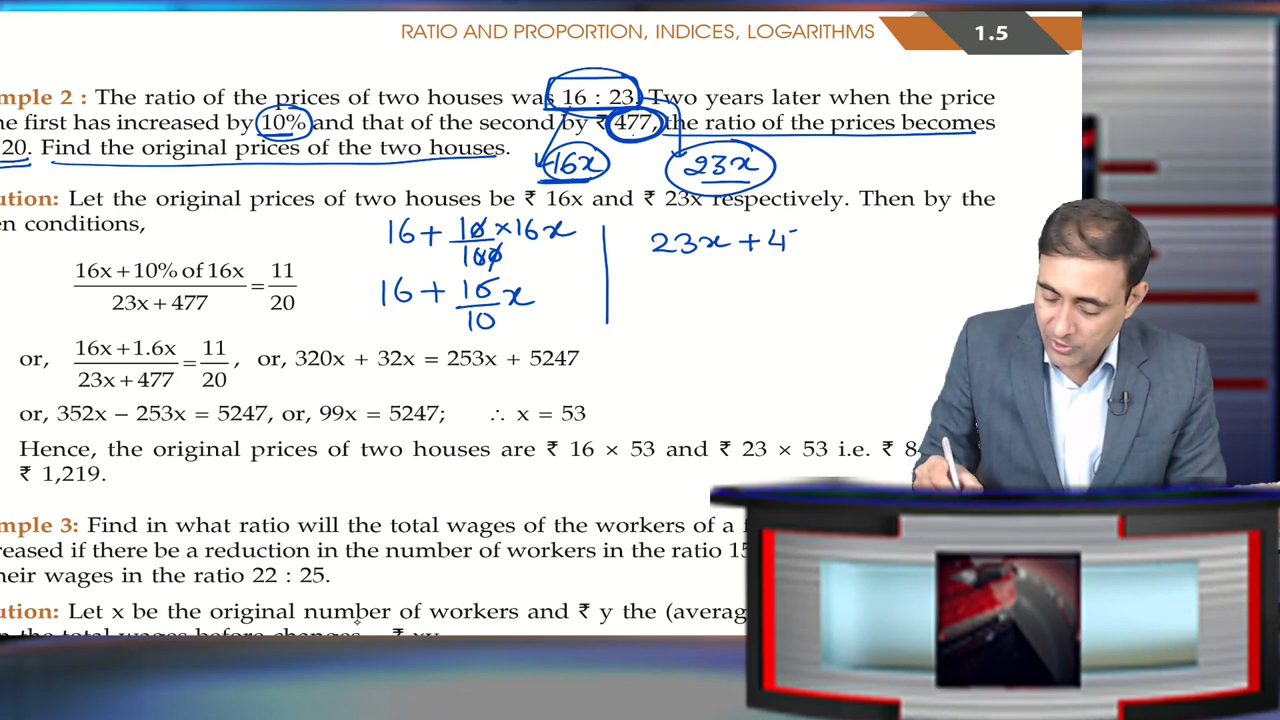 RATIO AND PROPORTION, INDICES, LOGARITHMS 1.5
mple 2 : The ratio of the prices of two houses was 16 : 23. Two years later when the price
he first has increased by 10% and that of the second by ₹ 477, the ratio of the prices becomes
20. Find the original prices of the two houses.
16x 23x
ution: Let the original prices of two houses be ₹ 16x and ₹ 23x respectively. Then by the
en conditions,
16 + 10/100 × 16x
23x + 4
(16x + 10% of 16x)/(23x + 477) = 11/20
16 + 16/10 x
or, (16x + 1.6x)/(23x + 477) = 11/20, or, 320x + 32x = 253x + 5247
or, 352x − 253x = 5247, or, 99x = 5247; ∴ x = 53
Hence, the original prices of two houses are ₹ 16 × 53 and ₹ 23 × 53 i.e. ₹ 8
₹ 1,219.
mple 3: Find in what ratio will the total wages of the workers of a f
reased if there be a reduction in the number of workers in the ratio 15
heir wages in the ratio 22 : 25.
ution: Let x be the original number of workers and ₹ y the (average
the total wages before changes ₹ xy